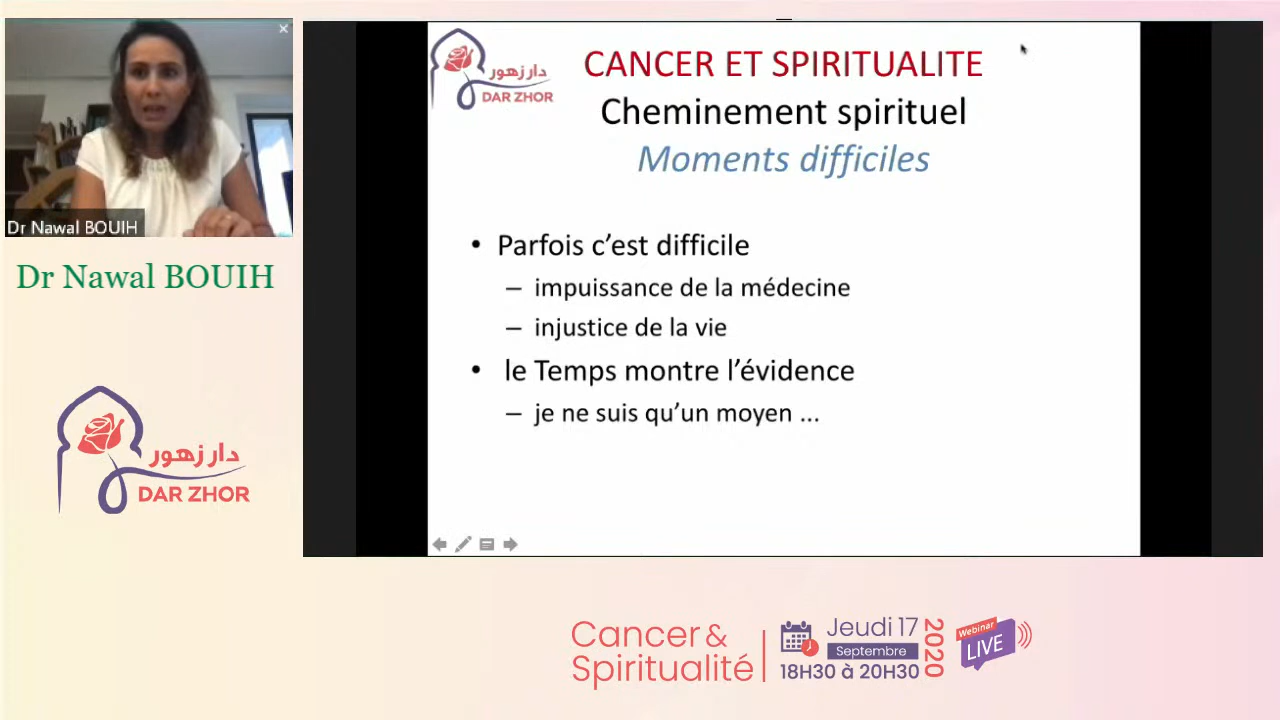 Dr Nawal BOUIH
Dr Nawal BOUIH
دار زهور
DAR ZHOR
دار زهور
DAR ZHOR
CANCER ET SPIRITUALITE
Cheminement spirituel
Moments difficiles
• Parfois c’est difficile
– impuissance de la médecine
– injustice de la vie
• le Temps montre l’évidence
– je ne suis qu’un moyen ...
Cancer &
Spiritualité
Jeudi 17
Septembre
18H30 à 20H30
2020
Webinar
LIVE